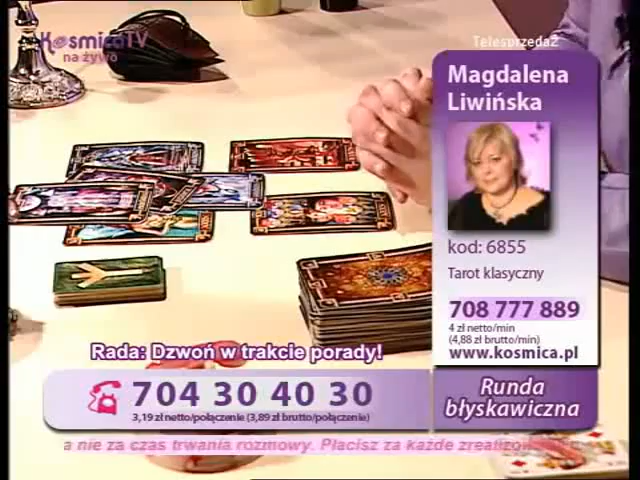 KosmicaTV
na żywo
Telesprzedaż
Magdalena
Liwińska
kod: 6855
Tarot klasyczny
708 777 889
4 zł netto/min
(4,88 zł brutto/min)
www.kosmica.pl
Rada: Dzwoń w trakcie porady!
704 30 40 30
3,19 zł netto/połączenie (3,89 zł brutto/połączenie)
Runda
błyskawiczna
a nie za czas trwania rozmowy. Płacisz za każde